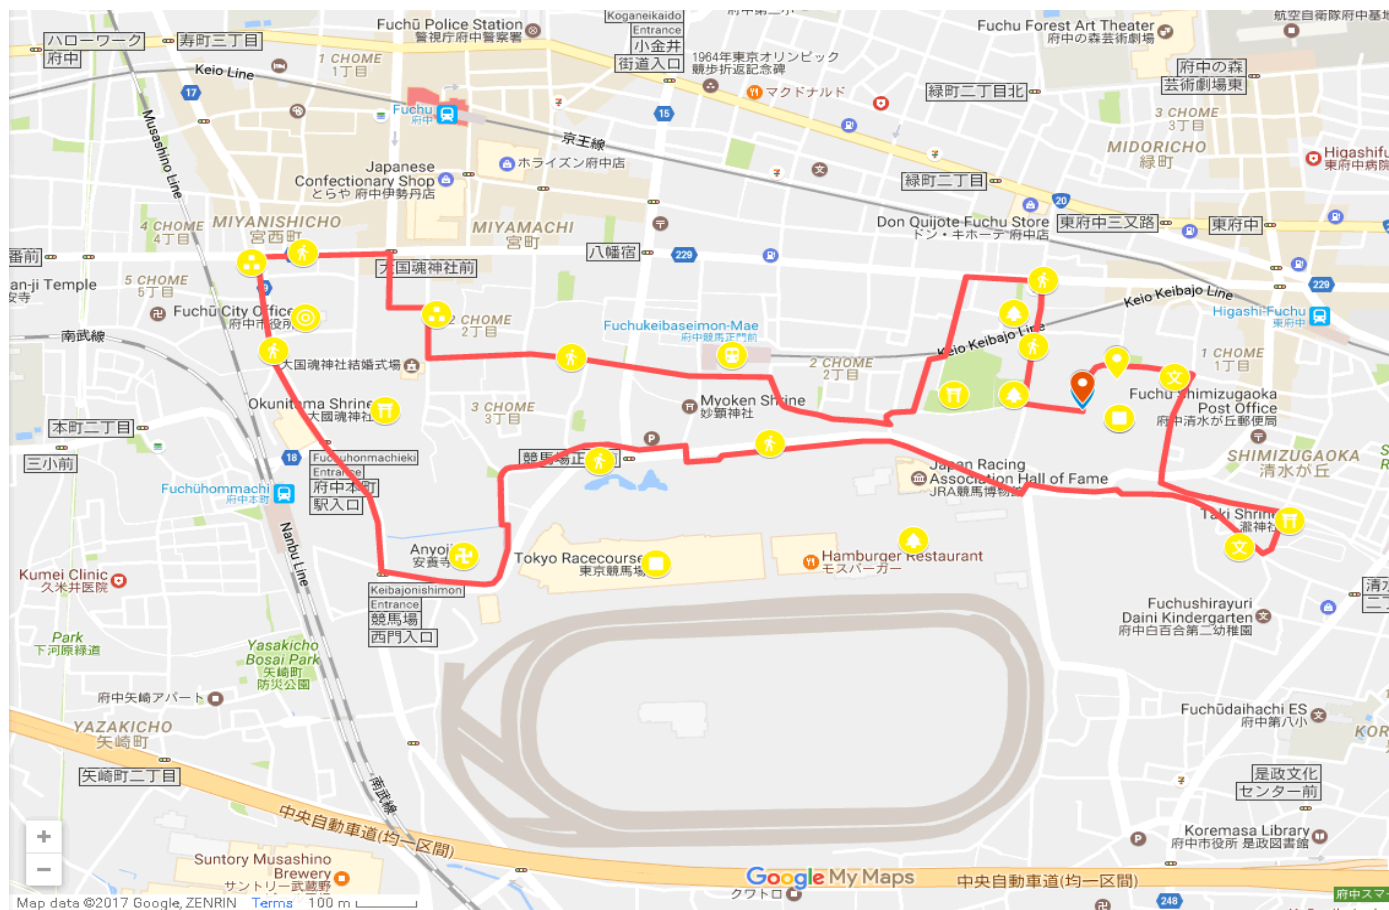 Koganeikaido
Entrance
小金井
街道入口
Fuchū Police Station
警視庁府中警察署
Fuchu Forest Art Theater
府中の森芸術劇場
ハローワーク
府中
寿町三丁目
1 CHOME
1丁目
Keio Line
17
Musashino Line
Fuchu
府中
1964年東京オリンピック
競歩折返記念碑
マクドナルド
15
府中の森
芸術劇場東
緑町二丁目北
3 CHOME
3丁目
MIDORICHO
緑町
京王線
ホライズン府中店
Japanese
Confectionary Shop
とらや 府中伊勢丹店
緑町二丁目
20
Don Quijote Fuchu Store
ドン・キホーテ 府中店
東府中三又路
東府中
東府中病院
4 CHOME
4丁目
MIYANISHICHO
宮西町
MIYAMACHI
宮町
八幡宿
229
大国魂神社前
番前
5 CHOME
5丁目
Fuchū City Office
府中市役所
2 CHOME
2丁目
南武線
大国魂神社結婚式場
Fuchukeibaseimon-Mae
府中競馬正門前
Keio Keibajo Line
Keio Keibajo Line
229
Higashi-Fuchu
東府中
2 CHOME
2丁目
1 CHOME
1丁目
Okunitama Shrine
大國魂神社
3 CHOME
3丁目
Myoken Shrine
妙顕神社
Fuchu Shimizugaoka
Post Office
府中清水が丘郵便局
本町二丁目
三小前
18
Fuchuhonmachieki
Entrance
府中本町
駅入口
Fuchūhommachi
府中本町
SHIMIZUGAOKA
清水が丘
Japan Racing
Association Hall of Fame
JRA競馬博物館
Nanbu Line
Taki Shrine
瀧神社
Anyoji
安養寺
Tokyo Racecourse
東京競馬場
Hamburger Restaurant
モスバーガー
Kumei Clinic
久米井医院
Keibajonishimon
Entrance
競馬場
西門入口
Fuchushirayuri
Daini Kindergarten
府中白百合第二幼稚園
Park
下河原緑道
Yasakicho
Bosai Park
矢崎町
防災公園
府中矢崎アパート
YAZAKICHO
矢崎町
Fuchūdaihachi ES
府中第八小
矢崎町二丁目
南武線
是政文化
センター前
中央自動車道(均一区間)
Koremasa Library
府中市役所 是政図書館
Suntory Musashino
Brewery
サントリー武蔵野
Google My Maps
クワトロ
中央自動車道(均一区間)
248
府中スマー
Map data ©2017 Google, ZENRIN
Terms
100 m